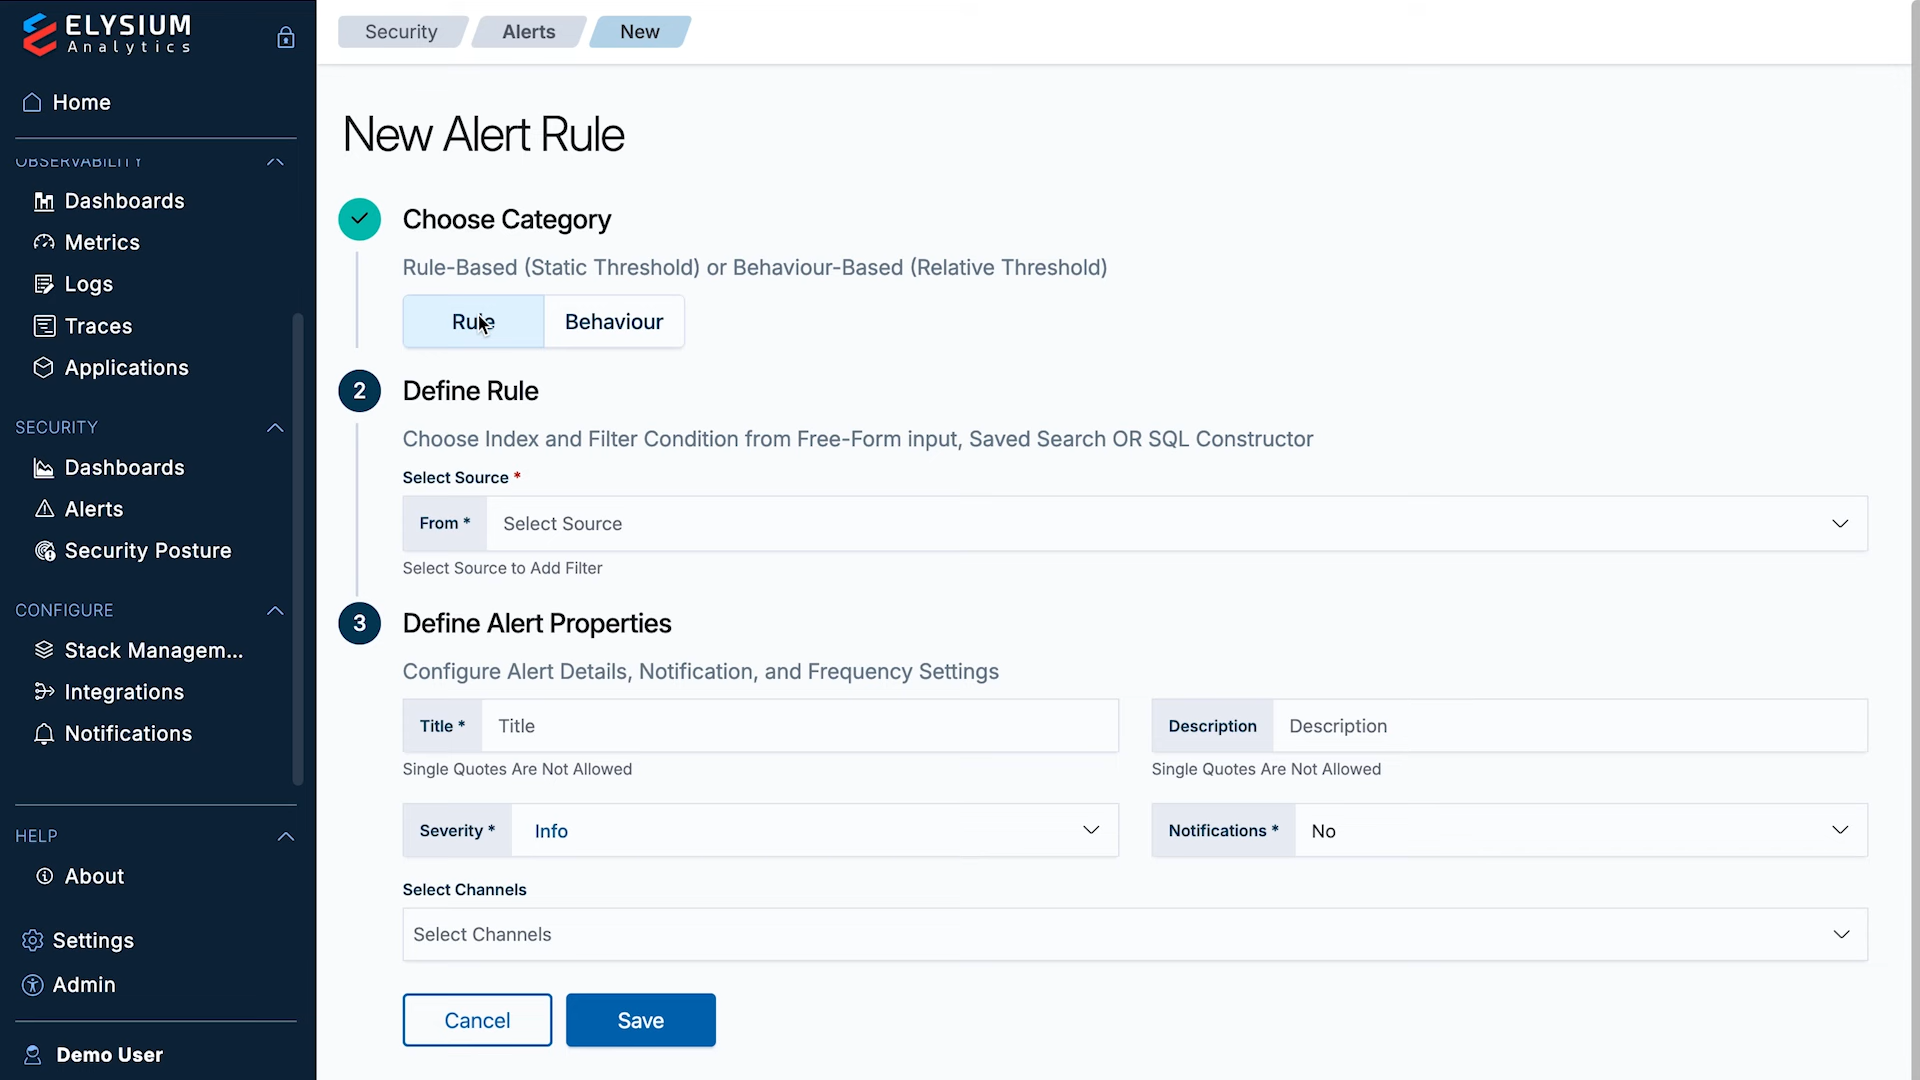 ELYSIUM
Analytics
Home
OBSERVABILITY
Dashboards
Metrics
Logs
Traces
Applications
SECURITY
Dashboards
Alerts
Security Posture
CONFIGURE
Stack Managem...
Integrations
Notifications
HELP
About
Settings
Admin
Demo User
Security Alerts New
New Alert Rule
Choose Category
Rule-Based (Static Threshold) or Behaviour-Based (Relative Threshold)
Rule Behaviour
2 Define Rule
Choose Index and Filter Condition from Free-Form input, Saved Search OR SQL Constructor
Select Source *
From * Select Source
Select Source to Add Filter
3 Define Alert Properties
Configure Alert Details, Notification, and Frequency Settings
Title * Title
Single Quotes Are Not Allowed
Description Description
Single Quotes Are Not Allowed
Severity * Info
Notifications * No
Select Channels
Select Channels
Cancel Save